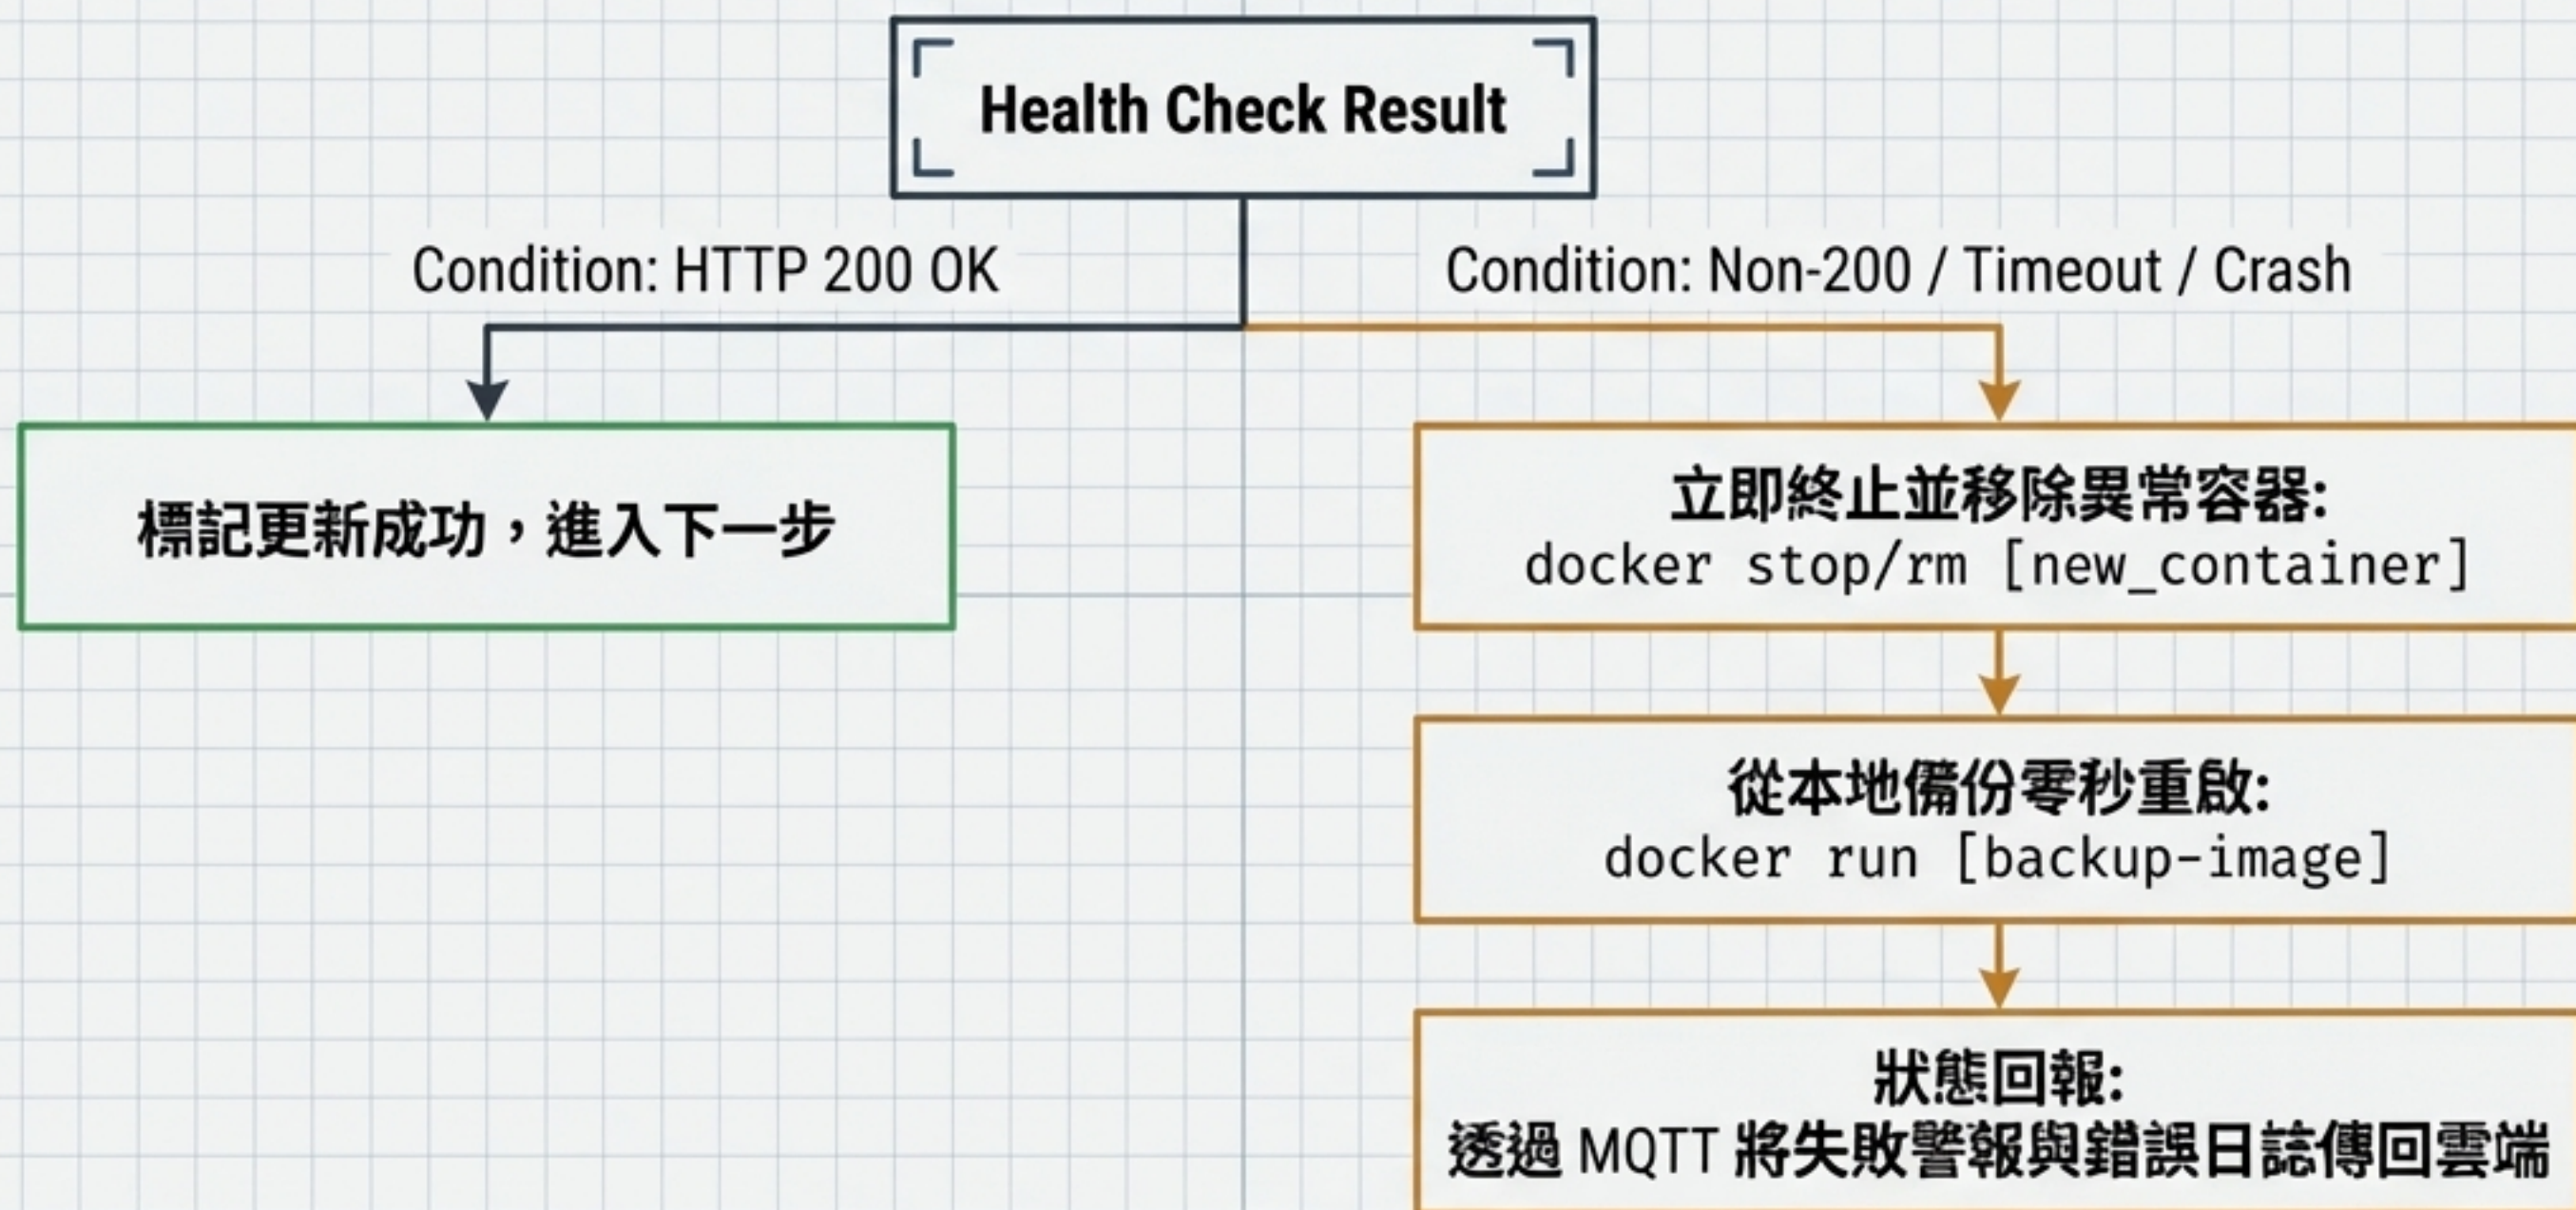 Health Check Result
Condition: HTTP 200 OK
Condition: Non-200 / Timeout / Crash
標記更新成功，進入下一步
立即終止並移除異常容器:
docker stop/rm [new_container]
從本地備份零秒重啟:
docker run [backup-image]
狀態回報:
透過 MQTT 將失敗警報與錯誤日誌傳回雲端